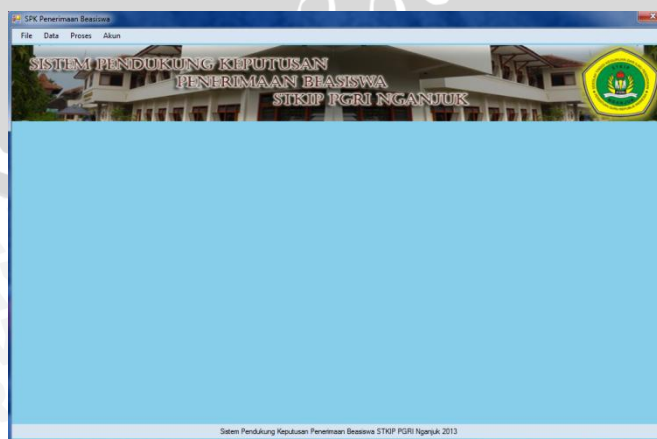 SPK Penerimaan Beasiswa
File Data Proses Akun
SISTEM PENDUKUNG KEPUTUSAN
PENERIMAAN BEASISWA
STKIP PGRI NGANJUK
Sistem Pendukung Keputusan Penerimaan Beasiswa STKIP PGRI Nganjuk 2013